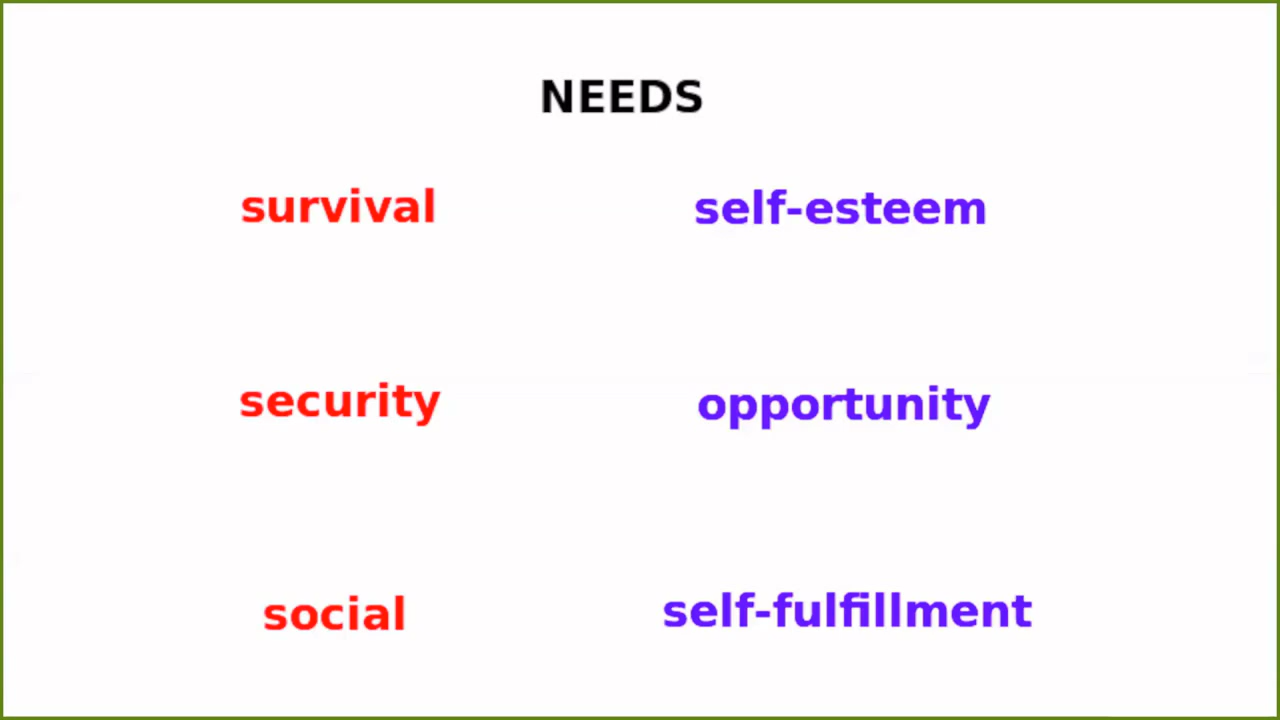 NEEDS
survival
self-esteem
security
opportunity
social
self-fulfillment